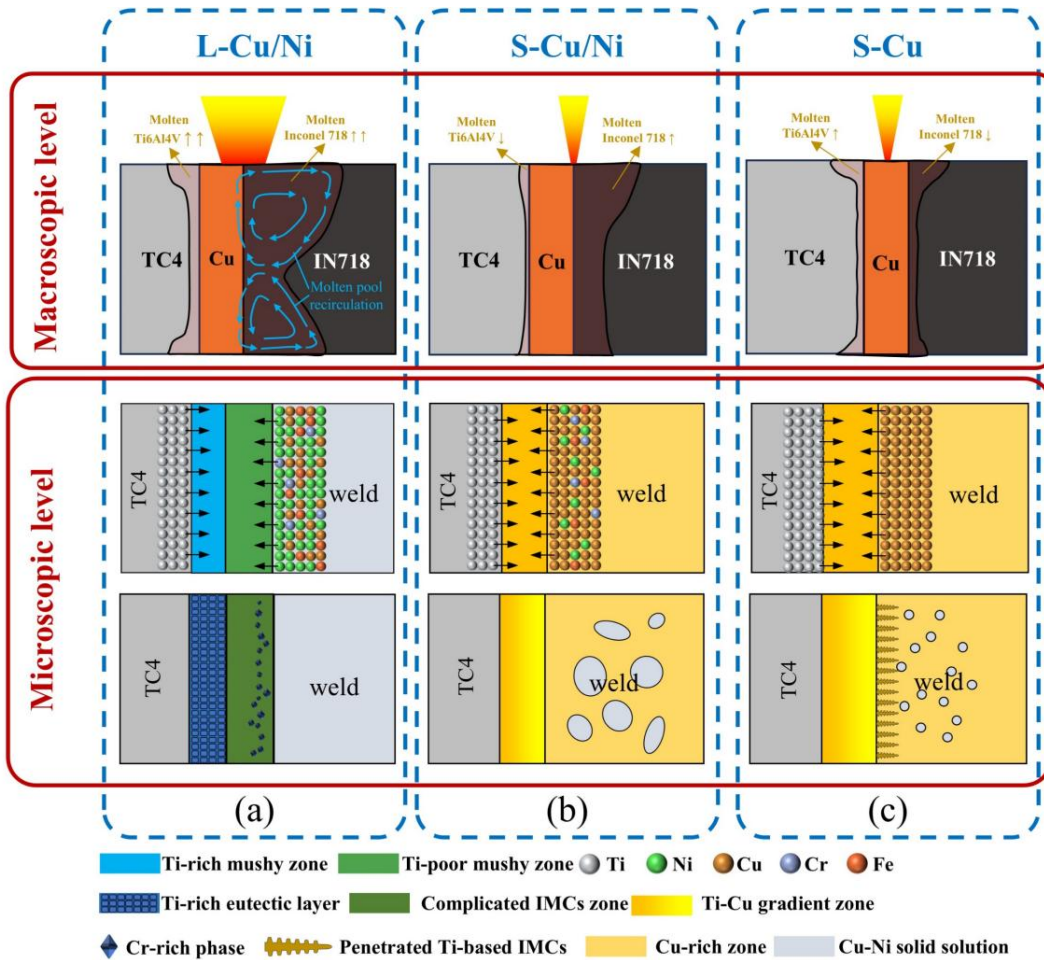 L-Cu/Ni
S-Cu/Ni
S-Cu
Macroscopic level
Molten
Ti6Al4V ↑ ↑
Molten
Inconel 718 ↑ ↑
TC4
Cu
IN718
Molten pool
recirculation
Molten
Ti6Al4V ↓
Molten
Inconel 718 ↑
TC4
Cu
IN718
Molten
Ti6Al4V ↑
Molten
Inconel 718 ↓
TC4
Cu
IN718
Microscopic level
TC4
weld
TC4
weld
TC4
weld
TC4
weld
TC4
weld
TC4
weld
(a)
(b)
(c)
Ti-rich mushy zone
Ti-poor mushy zone
Ti
Ni
Cu
Cr
Fe
Ti-rich eutectic layer
Complicated IMCs zone
Ti-Cu gradient zone
Cr-rich phase
Penetrated Ti-based IMCs
Cu-rich zone
Cu-Ni solid solution